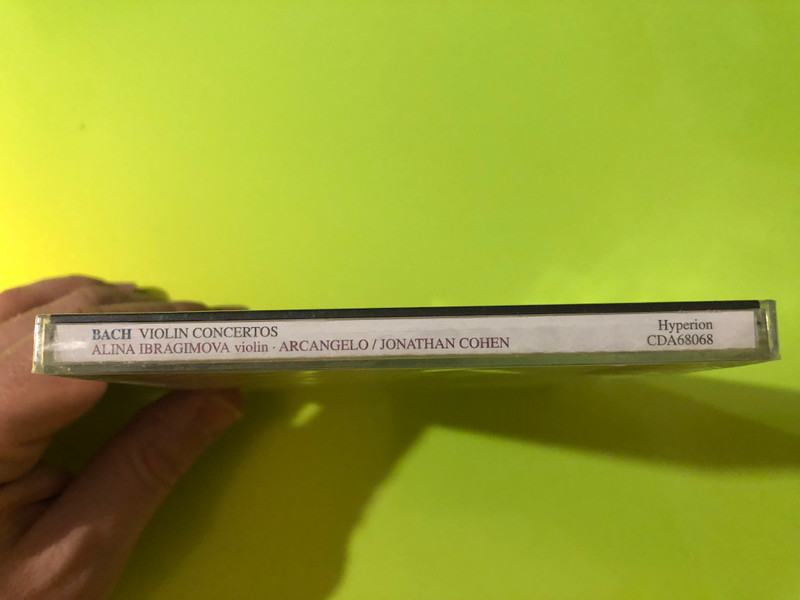 BACH VIOLIN CONCERTOS
ALINA IBRAGIMOVA violin · ARCANGELO / JONATHAN COHEN
Hyperion
CDA68068